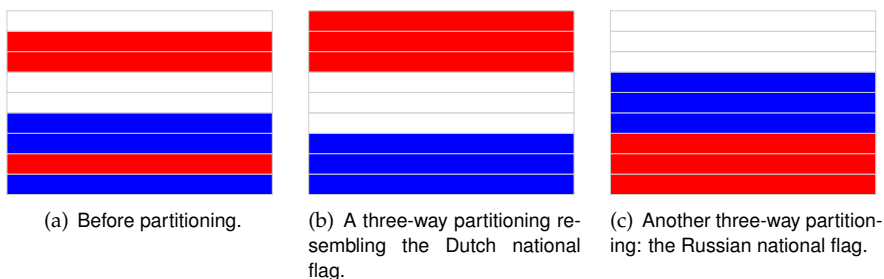 (a) Before partitioning.
(b) A three-way partitioning re-
sembling the Dutch national
flag.
(c) Another three-way partition-
ing: the Russian national flag.